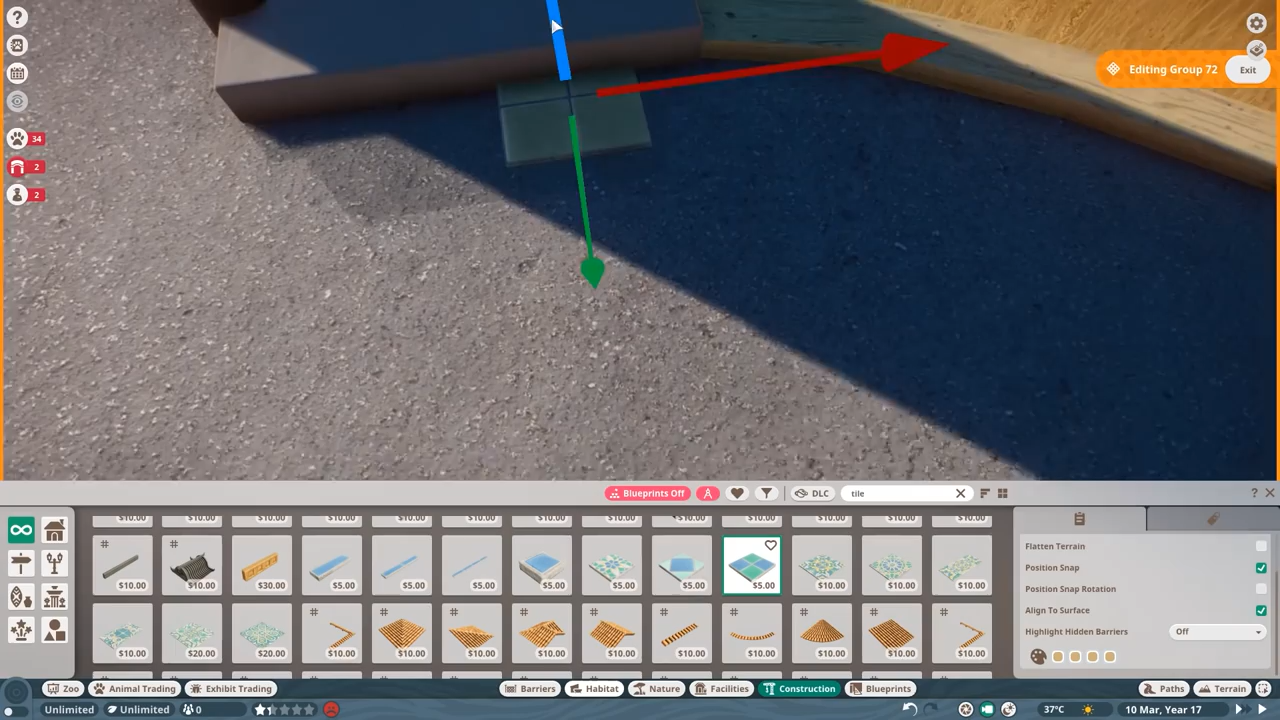 ?
Editing Group 72 Exit
34
2
2
Blueprints Off DLC tile
? ×
$10.00 $10.00 $10.00 $10.00 $10.00 $10.00 $10.00 $10.00 $10.00 $10.00 $10.00 $10.00 $10.00
$10.00 $10.00 $30.00 $5.00 $5.00 $5.00 $5.00 $5.00 $5.00 $5.00 $10.00 $10.00 $10.00
$10.00 $20.00 $20.00 $10.00 $10.00 $10.00 $10.00 $10.00 $10.00 $10.00 $10.00 $10.00 $10.00
Flatten Terrain
Position Snap
Position Snap Rotation
Align To Surface
Highlight Hidden Barriers Off
Zoo Animal Trading Exhibit Trading Barriers Habitat Nature Facilities Construction Blueprints Paths Terrain
Unlimited Unlimited 0 37°C 10 Mar, Year 17